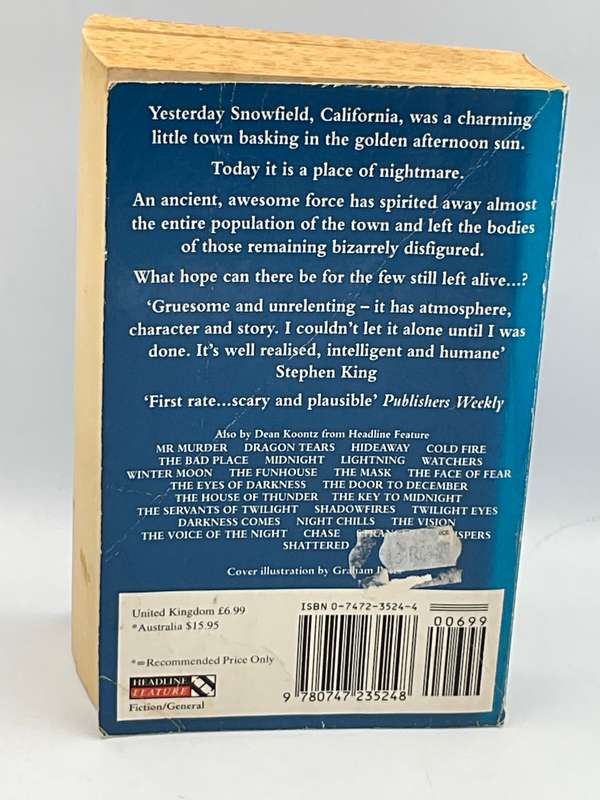 Yesterday Snowfield, California, was a charming
little town basking in the golden afternoon sun.
Today it is a place of nightmare.
An ancient, awesome force has spirited away almost
the entire population of the town and left the bodies
of those remaining bizarrely disfigured.
What hope can there be for the few still left alive...?
‘Gruesome and unrelenting – it has atmosphere,
character and story. I couldn’t let it alone until I was
done. It’s well realised, intelligent and humane’
Stephen King
‘First rate...scary and plausible’ Publishers Weekly
Also by Dean Koontz from Headline Feature
MR MURDER DRAGON TEARS HIDEAWAY COLD FIRE
THE BAD PLACE MIDNIGHT LIGHTNING WATCHERS
WINTER MOON THE FUNHOUSE THE MASK THE FACE OF FEAR
THE EYES OF DARKNESS THE DOOR TO DECEMBER
THE HOUSE OF THUNDER THE KEY TO MIDNIGHT
THE SERVANTS OF TWILIGHT SHADOWFIRES TWILIGHT EYES
DARKNESS COMES NIGHT CHILLS THE VISION
THE VOICE OF THE NIGHT CHASE
SHATTERED
Cover illustration by Graham
United Kingdom £6.99
*Australia $15.95
*=Recommended Price Only
HEADLINE
FEATURE
Fiction/General
ISBN 0-7472-3524-4
00699
9 780747 235248